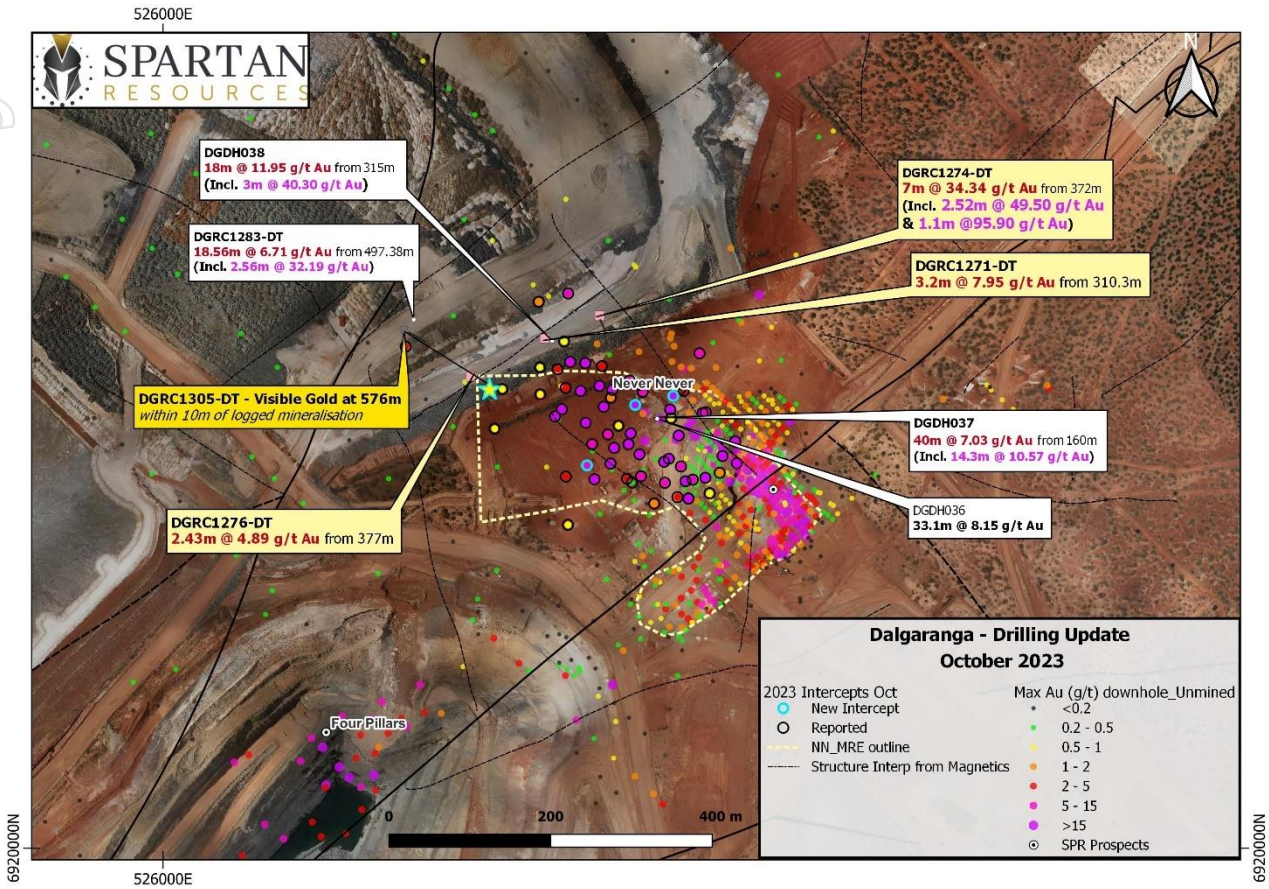 526000E
SPARTAN
RESOURCES
N
DGDH038
18m @ 11.95 g/t Au from 315m
(Incl. 3m @ 40.30 g/t Au)
DGRC1274-DT
7m @ 34.34 g/t Au from 372m
(Incl. 2.52m @ 49.50 g/t Au
& 1.1m @95.90 g/t Au)
DGRC1283-DT
18.56m @ 6.71 g/t Au from 497.38m
(Incl. 2.56m @ 32.19 g/t Au)
DGRC1271-DT
3.2m @ 7.95 g/t Au from 310.3m
Never Never
DGRC1305-DT - Visible Gold at 576m
within 10m of logged mineralisation
DGDH037
40m @ 7.03 g/t Au from 160m
(Incl. 14.3m @ 10.57 g/t Au)
DGDH036
33.1m @ 8.15 g/t Au
DGRC1276-DT
2.43m @ 4.89 g/t Au from 377m
Four Pillars
Dalgaranga - Drilling Update
October 2023
2023 Intercepts Oct
New Intercept
Reported
NN_MRE outline
Structure Interp from Magnetics
Max Au (g/t) downhole_Unmined
<0.2
0.2 - 0.5
0.5 - 1
1 - 2
2 - 5
5 - 15
>15
SPR Prospects
0 200 400 m
6920000N
6920000N
526000E